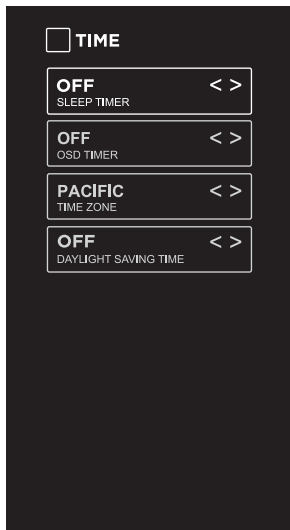 TIME
OFF < >
SLEEP TIMER
OFF < >
OSD TIMER
PACIFIC < >
TIME ZONE
OFF < >
DAYLIGHT SAVING TIME